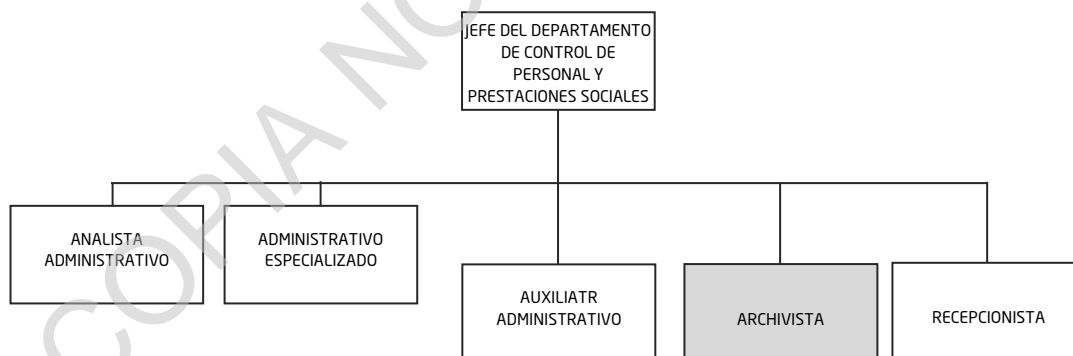 JEFE DEL DEPARTAMENTO
DE CONTROL DE
PERSONAL Y
PRESTACIONES SOCIALES
ANALISTA
ADMINISTRATIVO
ADMINISTRATIVO
ESPECIALIZADO
AUXILIATR
ADMINISTRATIVO
ARCHIVISTA
RECEPCIONISTA
COPIA NO